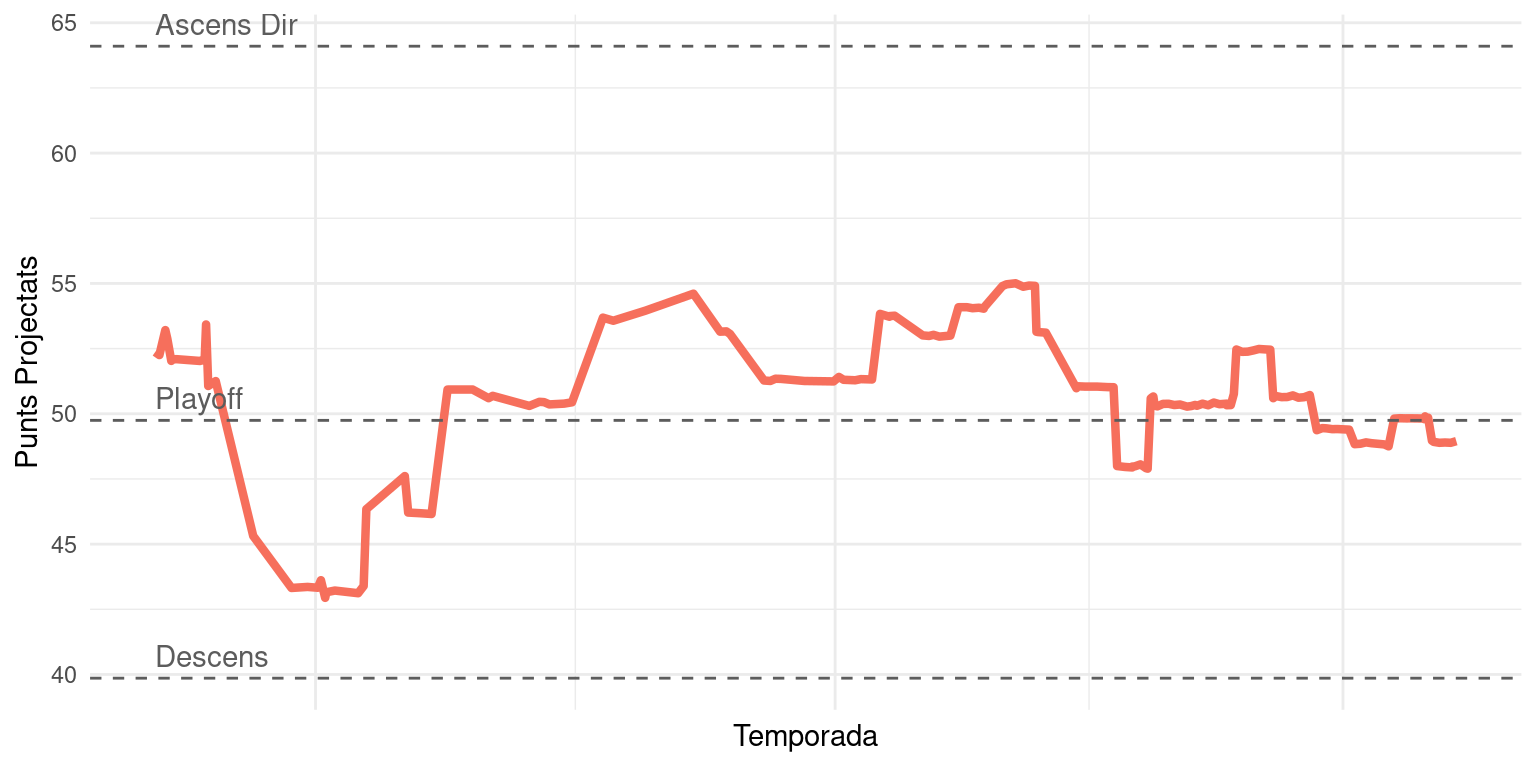 65
Ascens Dir
60
55
Punts Projectats
50
Playoff
45
Descens
40
Temporada